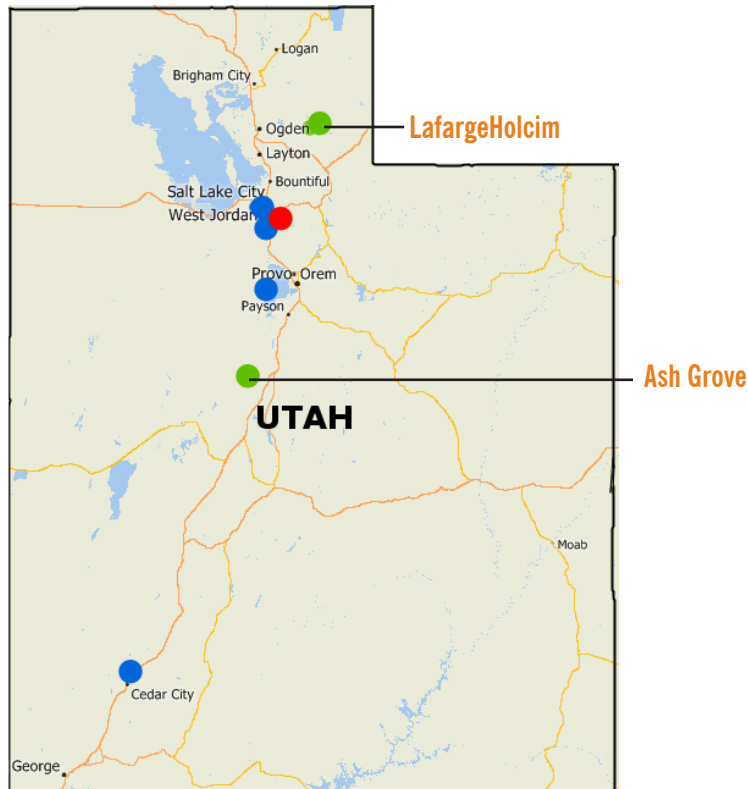 Logan
Brigham City
Ogden
LafargeHolcim
Layton
Bountiful
Salt Lake City
West Jordan
Provo Orem
Payson
Ash Grove
UTAH
Moab
Cedar City
George